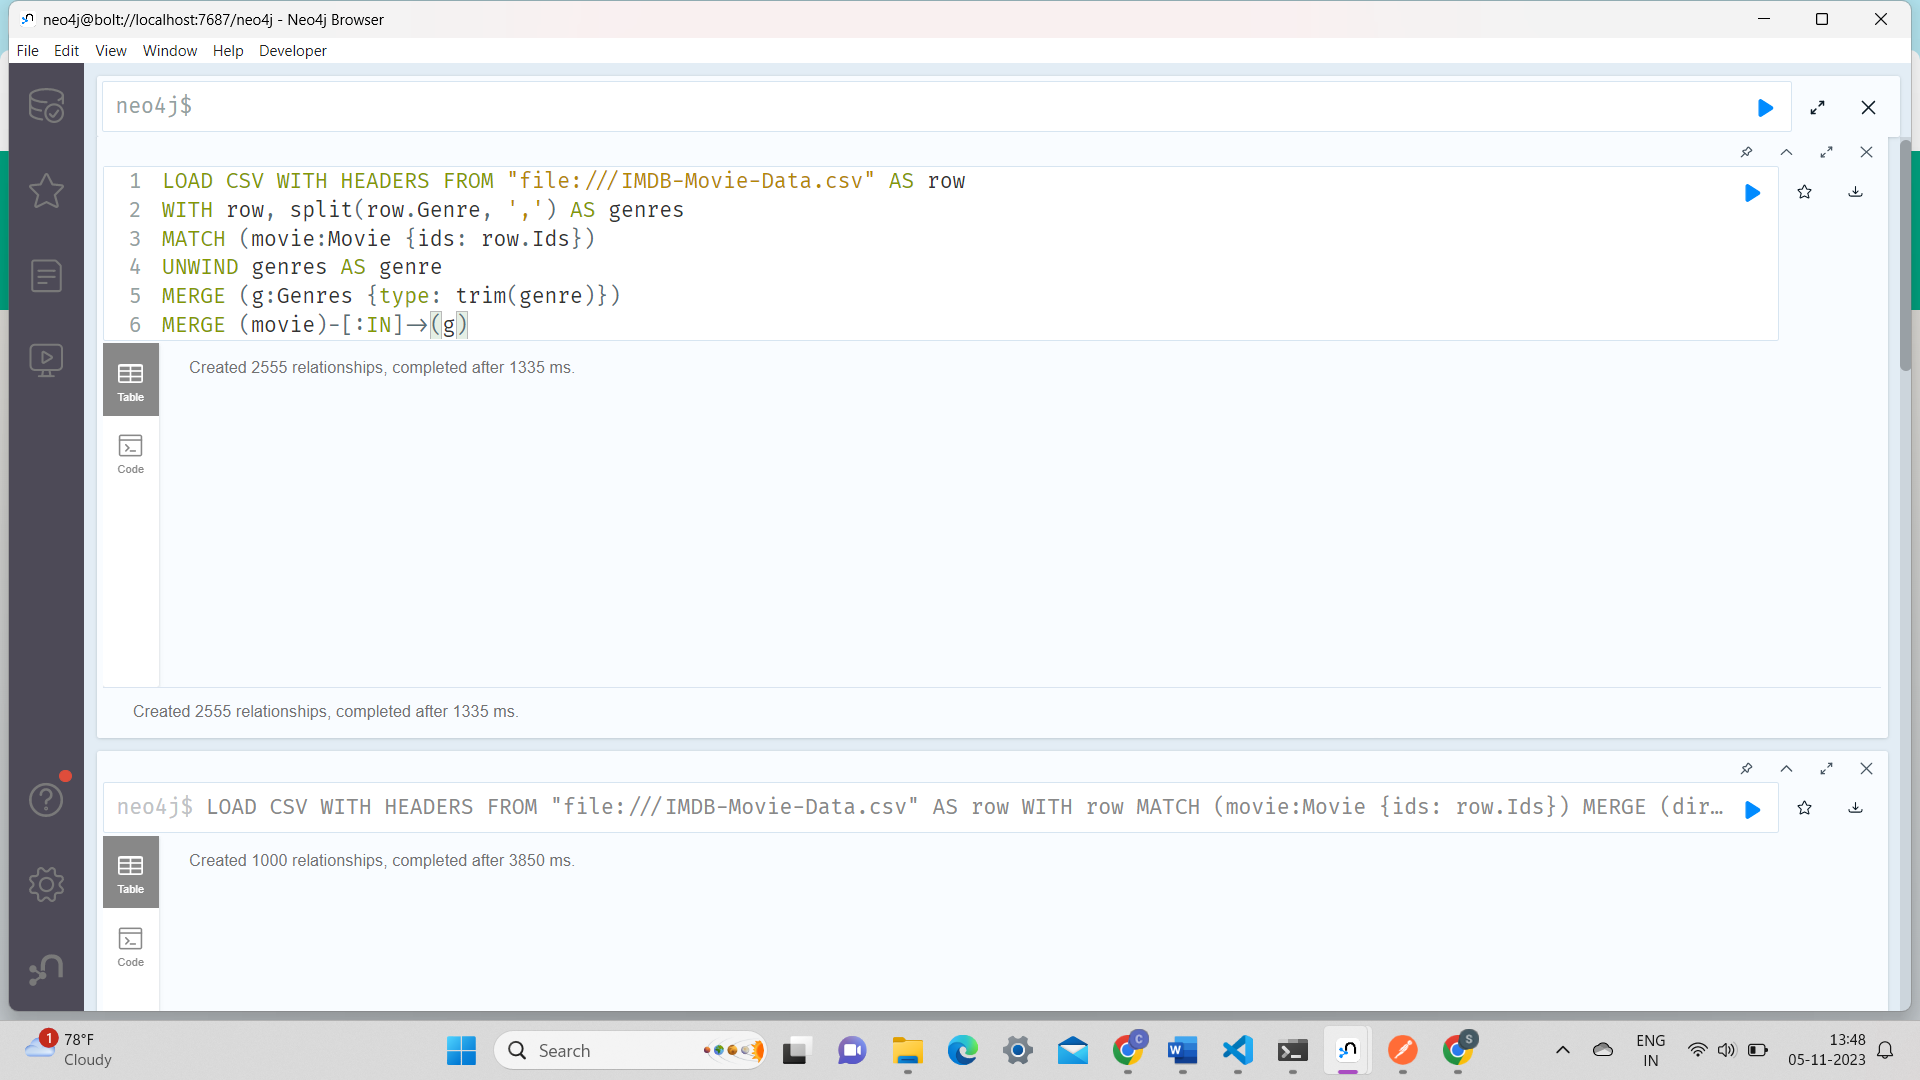 neo4j@bolt://localhost:7687/neo4j - Neo4j Browser
File Edit View Window Help Developer
neo4j$
1 LOAD CSV WITH HEADERS FROM "file:///IMDB-Movie-Data.csv" AS row
2 WITH row, split(row.Genre, ',') AS genres
3 MATCH (movie:Movie {ids: row.Ids})
4 UNWIND genres AS genre
5 MERGE (g:Genres {type: trim(genre)})
6 MERGE (movie)-[:IN]->(g)
Table
Created 2555 relationships, completed after 1335 ms.
Code
Created 2555 relationships, completed after 1335 ms.
neo4j$ LOAD CSV WITH HEADERS FROM "file:///IMDB-Movie-Data.csv" AS row WITH row MATCH (movie:Movie {ids: row.Ids}) MERGE (dir…
Table
Created 1000 relationships, completed after 3850 ms.
Code
1
78°F
Cloudy
Search
C
W
S
ENG
IN
13:48
05-11-2023